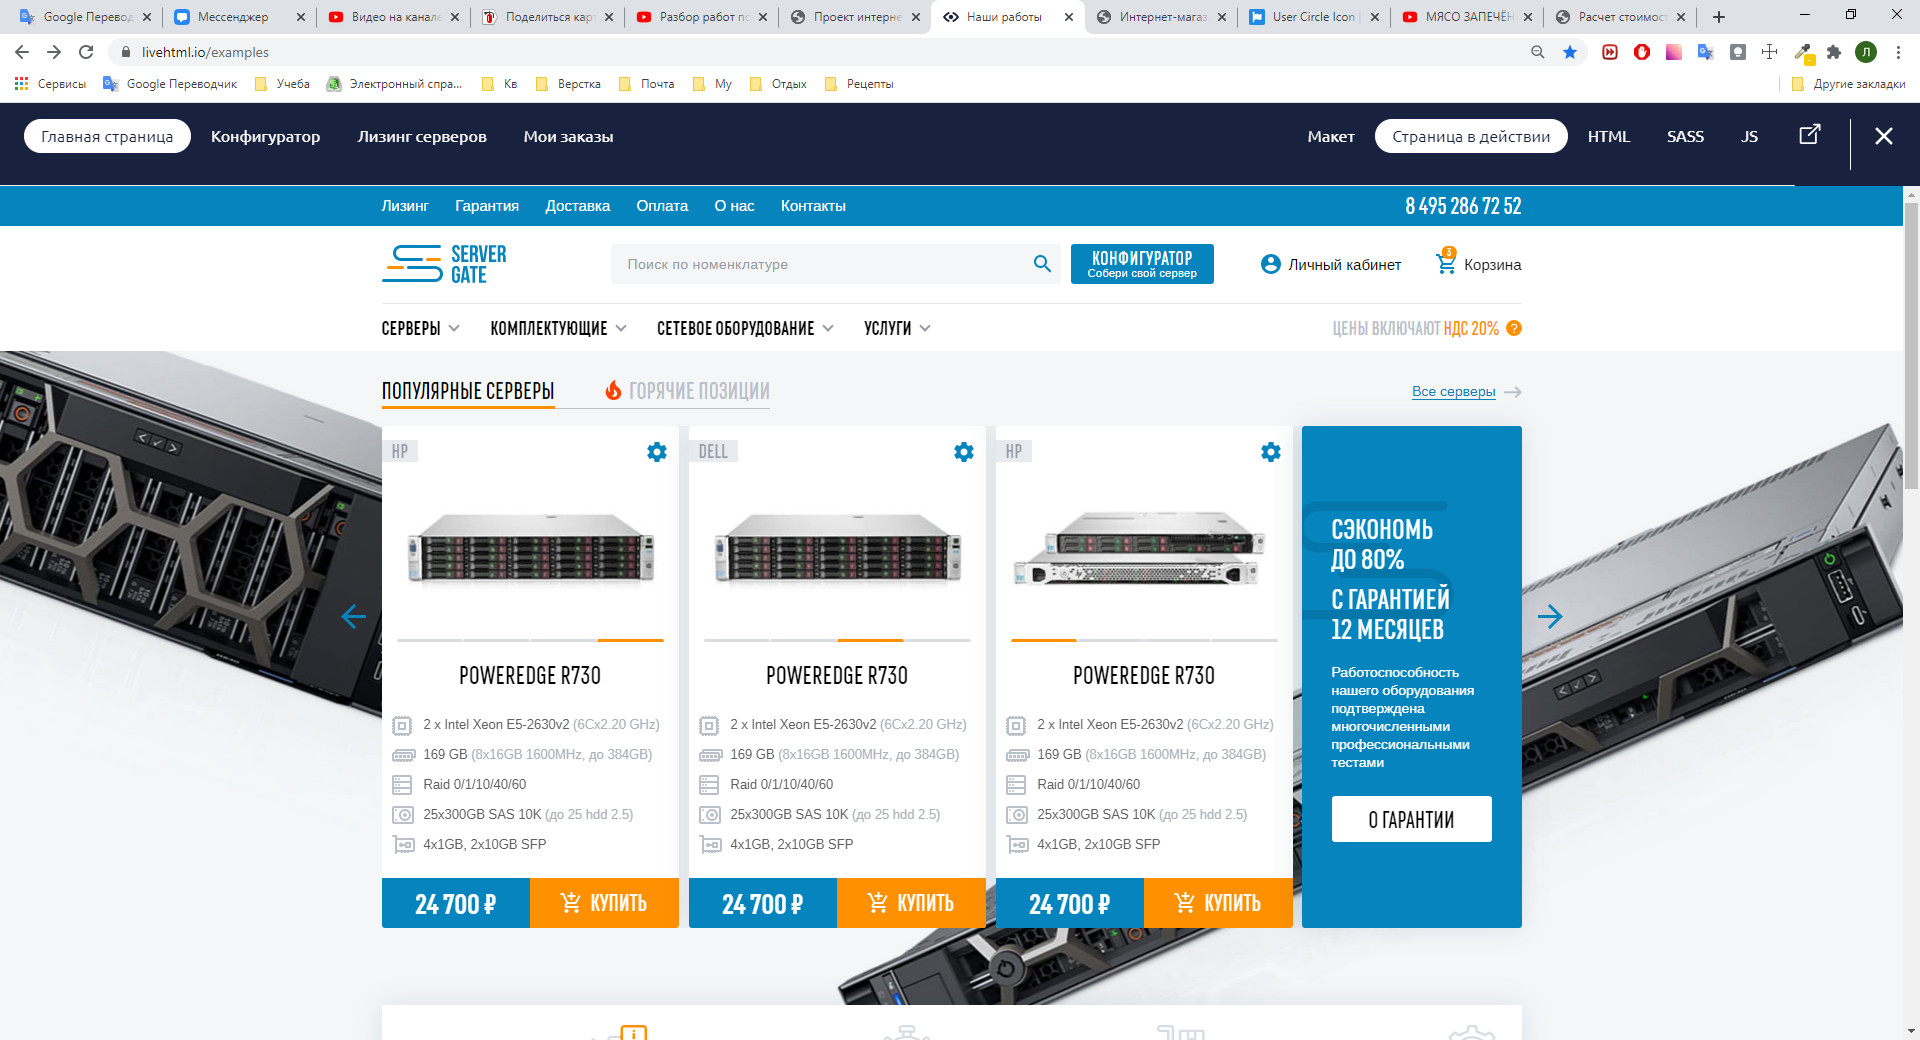 Google Перевод
Мессенджер
Видео на канале
Поделиться карт
Разбор работ по
Проект интерне
Наши работы
Интернет-магаз
User Circle Icon
МЯСО ЗАПЕЧЁН
Расчет стоимост
livehtml.io/examples
Л
Сервисы
Google Переводчик
Учеба
Электронный спра...
Кв
Верстка
Почта
My
Отдых
Рецепты
Другие закладки
Главная страница
Конфигуратор
Лизинг серверов
Мои заказы
Макет
Страница в действии
HTML
SASS
JS
Лизинг
Гарантия
Доставка
Оплата
О нас
Контакты
8 495 286 72 52
SERVER
GATE
Поиск по номенклатуре
КОНФИГУРАТОР
Собери свой сервер
Личный кабинет
3
Корзина
СЕРВЕРЫ
КОМПЛЕКТУЮЩИЕ
СЕТЕВОЕ ОБОРУДОВАНИЕ
УСЛУГИ
ЦЕНЫ ВКЛЮЧАЮТ НДС 20% ?
ПОПУЛЯРНЫЕ СЕРВЕРЫ
ГОРЯЧИЕ ПОЗИЦИИ
Все серверы
HP
POWEREDGE R730
2 x Intel Xeon E5-2630v2 (6Cx2.20 GHz)
169 GB (8x16GB 1600MHz, до 384GB)
Raid 0/1/10/40/60
25x300GB SAS 10K (до 25 hdd 2.5)
4x1GB, 2x10GB SFP
24 700 ₽
КУПИТЬ
DELL
POWEREDGE R730
2 x Intel Xeon E5-2630v2 (6Cx2.20 GHz)
169 GB (8x16GB 1600MHz, до 384GB)
Raid 0/1/10/40/60
25x300GB SAS 10K (до 25 hdd 2.5)
4x1GB, 2x10GB SFP
24 700 ₽
КУПИТЬ
HP
POWEREDGE R730
2 x Intel Xeon E5-2630v2 (6Cx2.20 GHz)
169 GB (8x16GB 1600MHz, до 384GB)
Raid 0/1/10/40/60
25x300GB SAS 10K (до 25 hdd 2.5)
4x1GB, 2x10GB SFP
24 700 ₽
КУПИТЬ
СЭКОНОМЬ
ДО 80%
С ГАРАНТИЕЙ
12 МЕСЯЦЕВ
Работоспособность
нашего оборудования
подтверждена
многочисленными
профессиональными
тестами
О ГАРАНТИИ